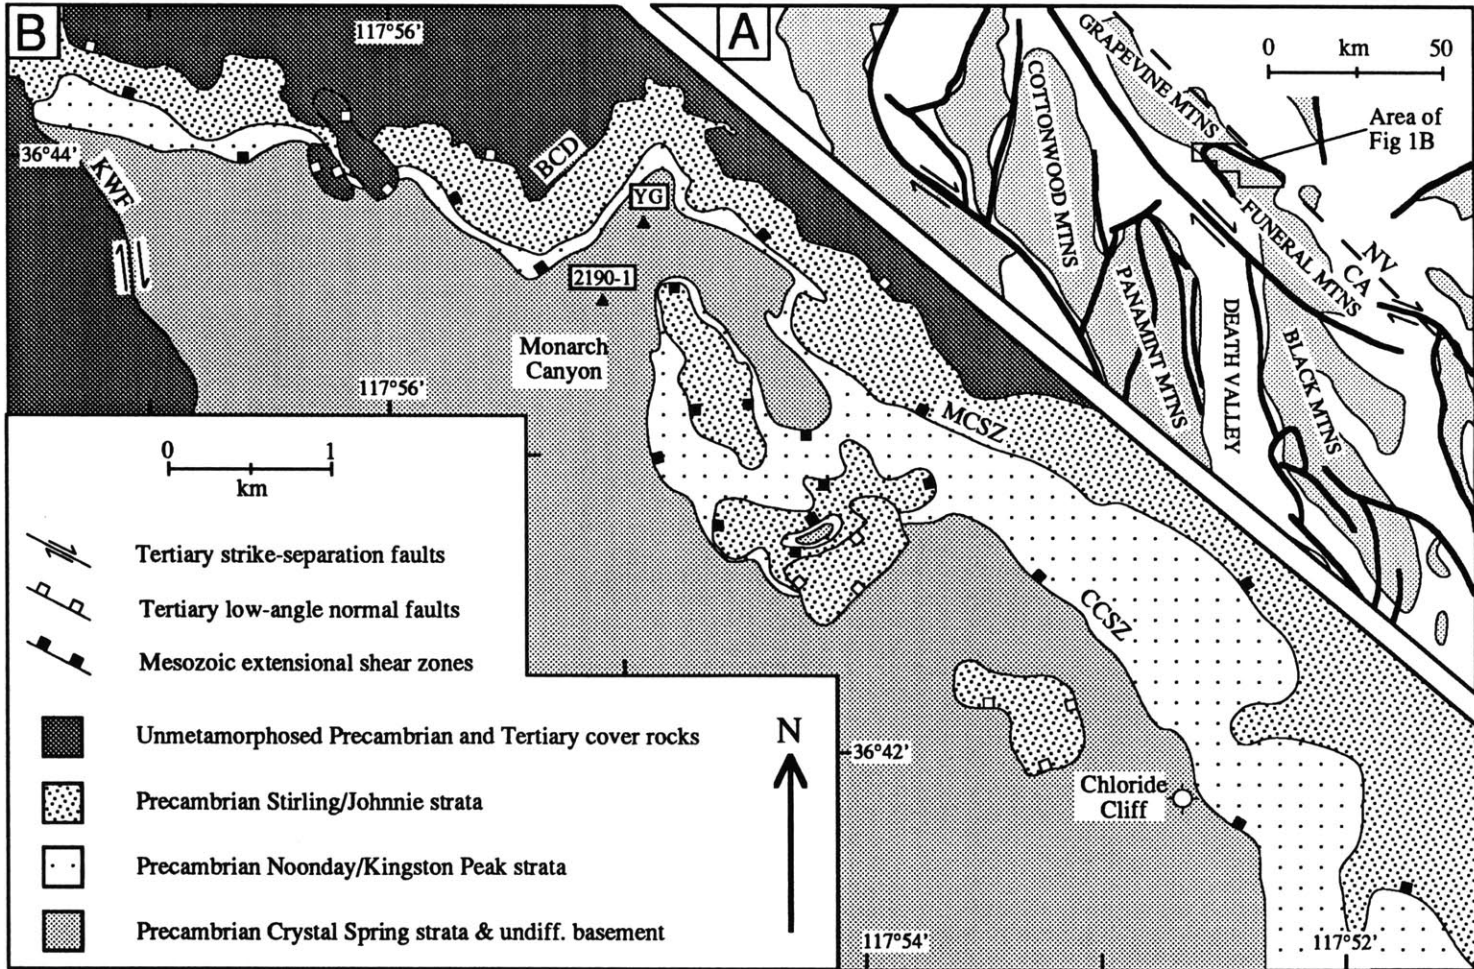 B
117°56'
A
0 km 50
GRAPEVINE MTNS
COTTONWOOD MTNS
Area of
Fig 1B
36°44'
KWF
BCD
YG
2190-1
Monarch
Canyon
117°56'
FUNERAL MTNS
NV
CA
PANAMINT MTNS
DEATH VALLEY
BLACK MTNS
MCSZ
CCSZ
0 1
km
Tertiary strike-separation faults
Tertiary low-angle normal faults
Mesozoic extensional shear zones
Unmetamorphosed Precambrian and Tertiary cover rocks
Precambrian Stirling/Johnnie strata
Precambrian Noonday/Kingston Peak strata
Precambrian Crystal Spring strata & undiff. basement
N
36°42'
Chloride
Cliff
117°54'
117°52'